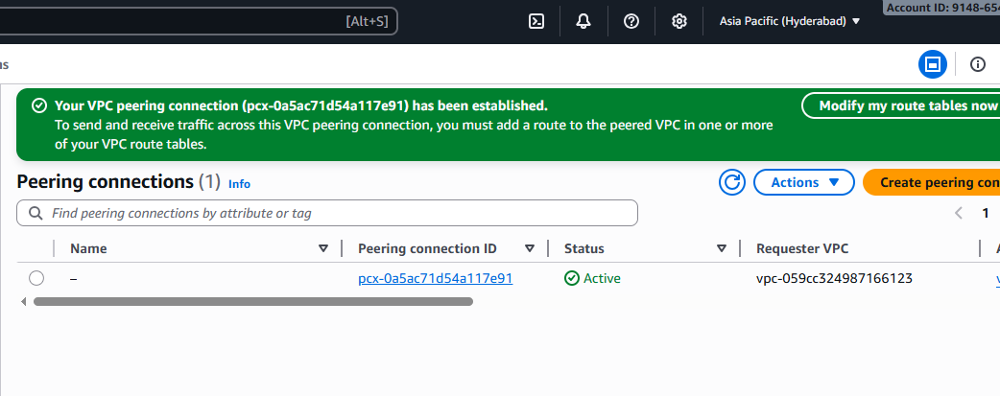 Account ID: 9148-654
[Alt+S]
Asia Pacific (Hyderabad)
ns
Your VPC peering connection (pcx-0a5ac71d54a117e91) has been established.
Modify my route tables now
To send and receive traffic across this VPC peering connection, you must add a route to the peered VPC in one or more
of your VPC route tables.
Peering connections (1) Info
Actions
Create peering con
Find peering connections by attribute or tag
1
Name
Peering connection ID
Status
Requester VPC
–
pcx-0a5ac71d54a117e91
Active
vpc-059cc324987166123